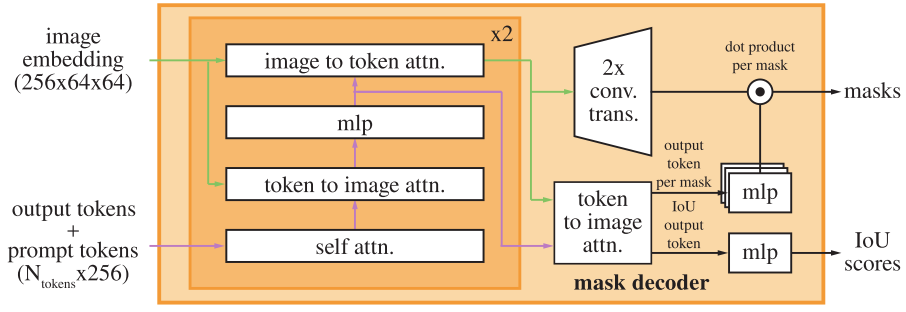 image
embedding
(256x64x64)
output tokens
+
prompt tokens
(Ntokensx256)
x2
image to token attn.
mlp
token to image attn.
self attn.
2x
conv.
trans.
dot product
per mask
masks
output
token
per mask
mlp
token
to image
attn.
IoU
output
token
mlp
IoU
scores
mask decoder